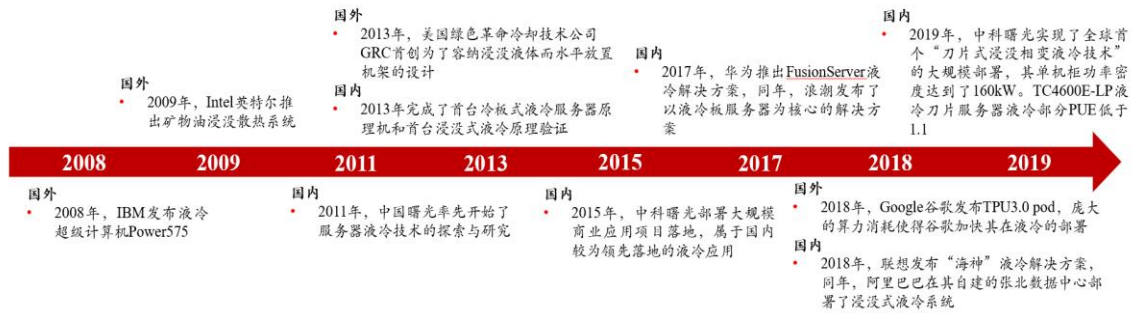 国外
• 2009年，Intel英特尔推
出矿物油浸没散热系统
国外
• 2013年，美国绿色革命冷却技术公司
GRC首创为了容纳浸没液体而水平放置
机架的设计
国内
• 2013年完成了首台冷板式液冷服务器原
理机和首台浸没式液冷原理验证
国内
• 2017年，华为推出FusionServer液
冷解决方案，同年，浪潮发布了
以液冷板服务器为核心的解决方
案
国内
• 2019年，中科曙光实现了全球首
个“刀片式浸没相变液冷技术”
的大规模部署，其单机柜功率密
度达到了160kW。TC4600E-LP液
冷刀片服务器液冷部分PUE低于
1.1
2008 2009 2011 2013 2015 2017 2018 2019
国外
• 2008年，IBM发布液冷
超级计算机Power575
国内
• 2011年，中国曙光率先开始了
服务器液冷技术的探索与研究
国内
• 2015年，中科曙光部署大规模
商业应用项目落地，属于国内
较为领先落地的液冷应用
国外
• 2018年，Google谷歌发布TPU3.0 pod，庞大
的算力消耗使得谷歌加快其在液冷的部署
国内
• 2018年，联想发布“海神”液冷解决方案，
同年，阿里巴巴在其自建的张北数据中心部
署了浸没式液冷系统